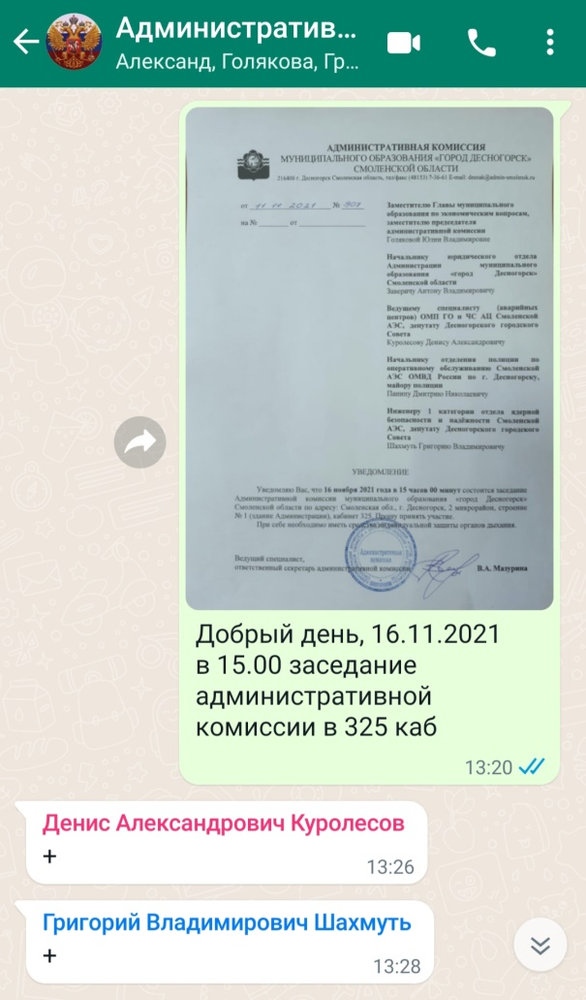 Административ...
Александ, Голякова, Гр...
АДМИНИСТРАТИВНАЯ КОМИССИЯ
МУНИЦИПАЛЬНОГО ОБРАЗОВАНИЯ «ГОРОД ДЕСНОГОРСК»
СМОЛЕНСКОЙ ОБЛАСТИ
216400 г. Десногорск Смоленская область, тел/факс (48153) 7-36-61 E-mail:
от 11 11 2021 №
на № от
Заместителю Главы муниципального
образования по экономическим вопросам,
заместителю председателя
административной комиссии
Голяковой Юлии Владимировне
Начальнику юридического отдела
Администрации муниципального
образования «город Десногорск»
Смоленской области
Заверичу Антону Владимировичу
Ведущему специалисту (аварийных
центров) ОМП ГО и ЧС АЦ Смоленской
АЭС, депутату Десногорского городского
Совета
Куролесову Денису Александровичу
Начальнику отделения полиции по
оперативному обслуживанию Смоленской
АЭС ОМВД России по г. Десногорску,
майору полиции
Панину Дмитрию Николаевичу
Инженеру 1 категории отдела ядерной
безопасности и надёжности Смоленской
АЭС, депутату Десногорского городского
Совета
Шахмуть Григорию Владимировичу
УВЕДОМЛЕНИЕ
Уведомляю Вас, что 16 ноября 2021 года в 15 часов 00 минут состоится заседание
Административной комиссии муниципального образования «город Десногорск»
Смоленской области по адресу: Смоленская обл., г. Десногорск, 2 микрорайон, строение
№ 1 (здание Администрации), кабинет 325. Прошу принять участие.
При себе необходимо иметь средства индивидуальной защиты органов дыхания.
Административная
комиссия
Ведущий специалист,
ответственный секретарь административной комиссии В.А. Мазурина
Добрый день, 16.11.2021
в 15.00 заседание
административной
комиссии в 325 каб
13:20
Денис Александрович Куролесов
+
13:26
Григорий Владимирович Шахмуть
+
13:28